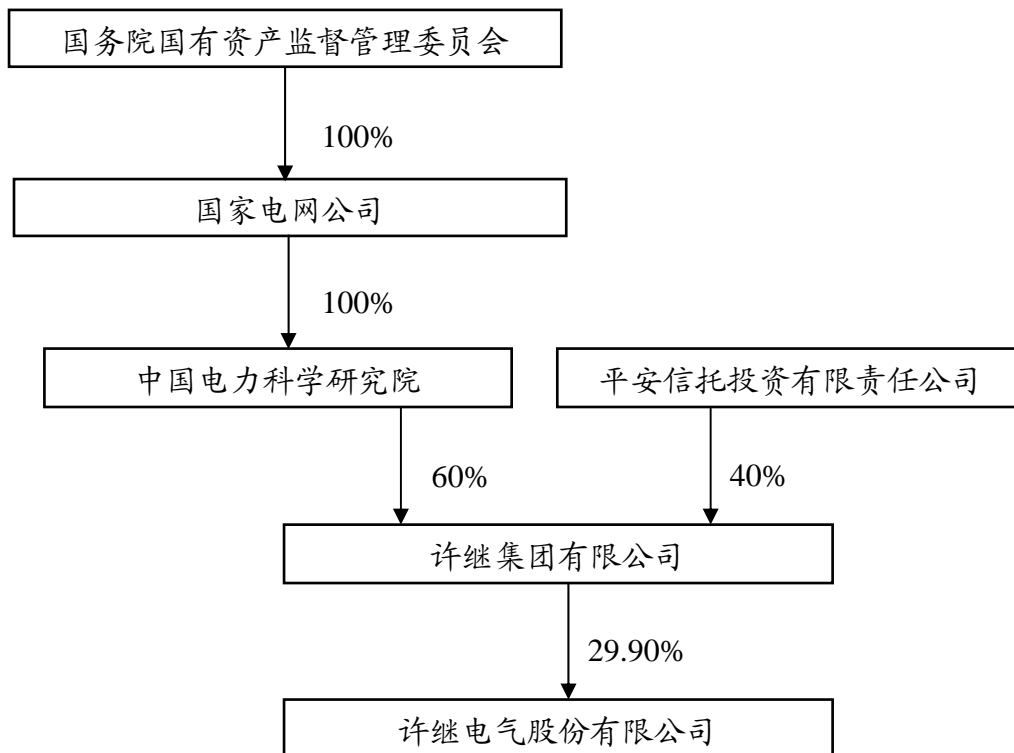 国务院国有资产监督管理委员会
100%
国家电网公司
100%
中国电力科学研究院
平安信托投资有限责任公司
60%
40%
许继集团有限公司
29.90%
许继电气股份有限公司